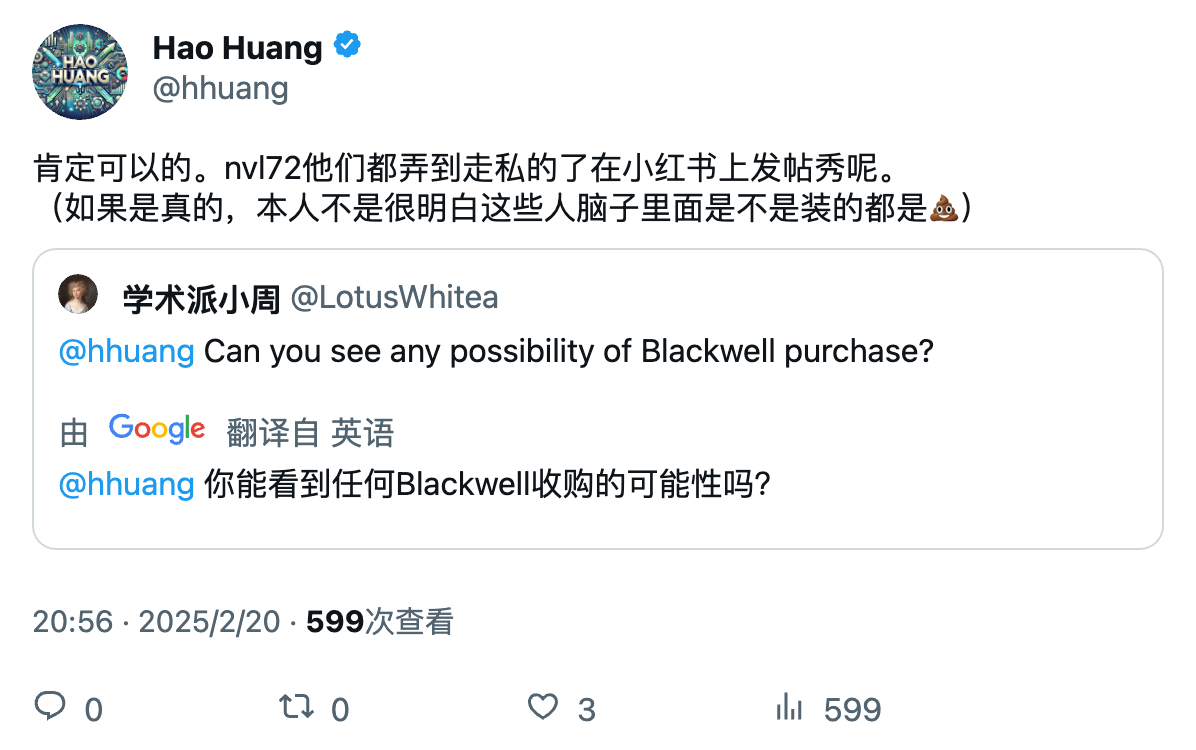 Hao Huang
@hhuang
肯定可以的。nvl72他们都弄到走私的了在小红书上发帖秀呢。
（如果是真的，本人不是很明白这些人脑子里面是不是装的都是💩）
学术派小周 @LotusWhitea
@hhuang Can you see any possibility of Blackwell purchase?
由 Google 翻译自 英语
@hhuang 你能看到任何Blackwell收购的可能性吗?
20:56 · 2025/2/20 · 599次查看
0 0 3 599